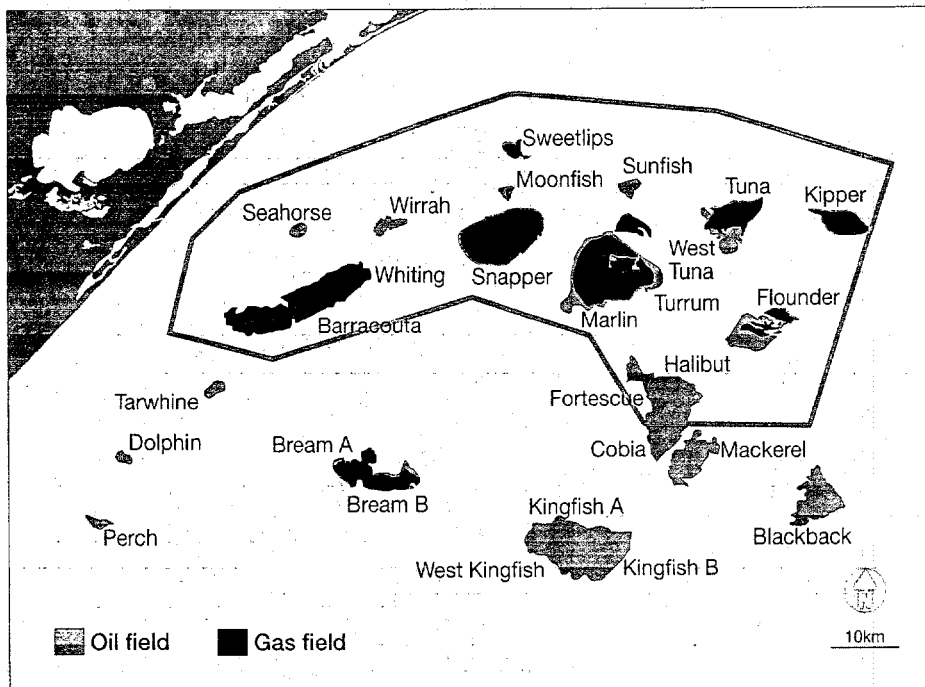 Sweetlips
Moonfish
Sunfish
Tuna
Kipper
Seahorse
Wirrah
West
Tuna
Whiting
Snapper
Turrum
Flounder
Barracouta
Marlin
Halibut
Fortescue
Tarwhine
Dolphin
Bream A
Cobia
Mackerel
Bream B
Kingfish A
Perch
Blackback
West Kingfish
Kingfish B
N
Oil field
Gas field
10km